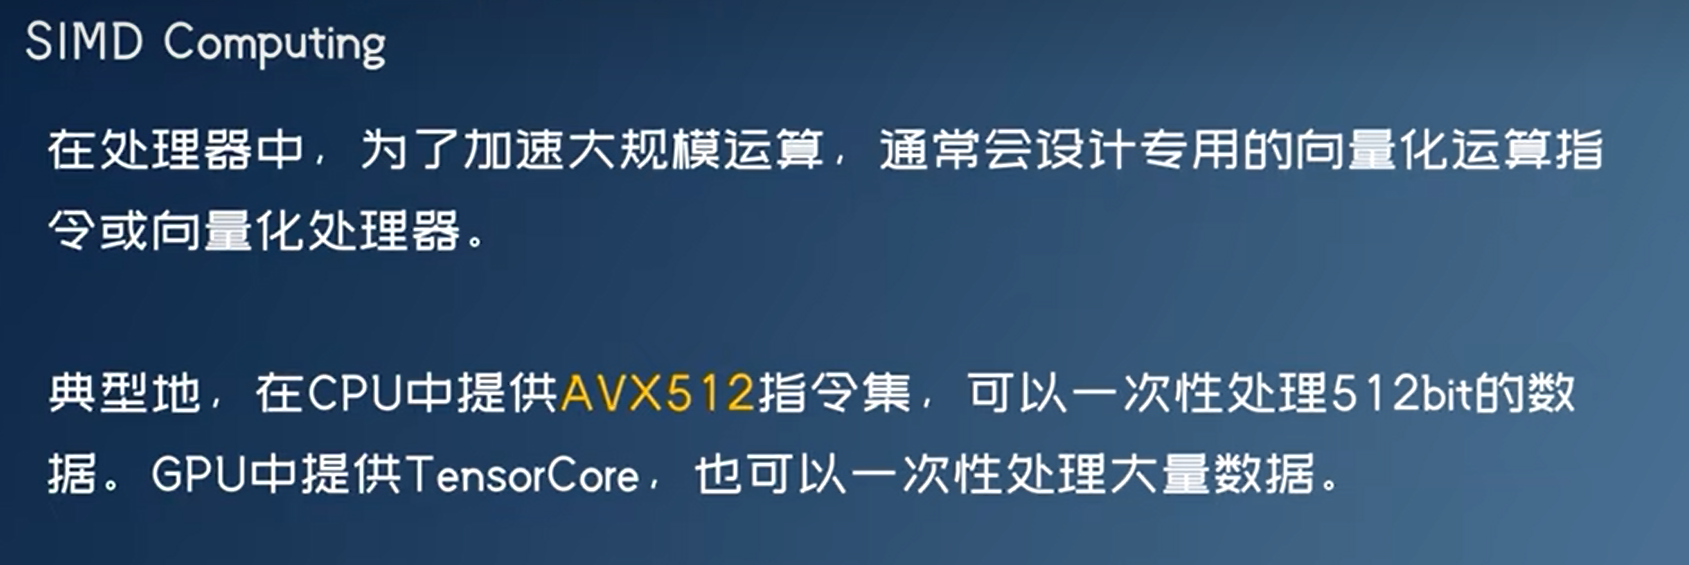 SIMD Computing
在处理器中，为了加速大规模运算，通常会设计专用的向量化运算指
令或向量化处理器。
典型地，在CPU中提供AVX512指令集，可以一次性处理512bit的数
据。GPU中提供TensorCore，也可以一次性处理大量数据。